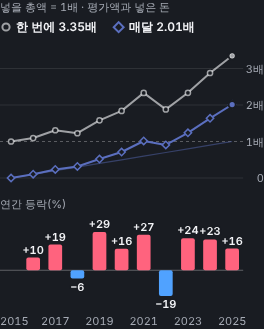 넣을 총액 = 1배 · 평가액과 넣은 돈
한 번에 3.35배 매달 2.01배
3배
2배
1배
0
연간 등락(%)
+10 +19 −6 +29 +16 +27 −19 +24 +23 +16
2015 2017 2019 2021 2023 2025